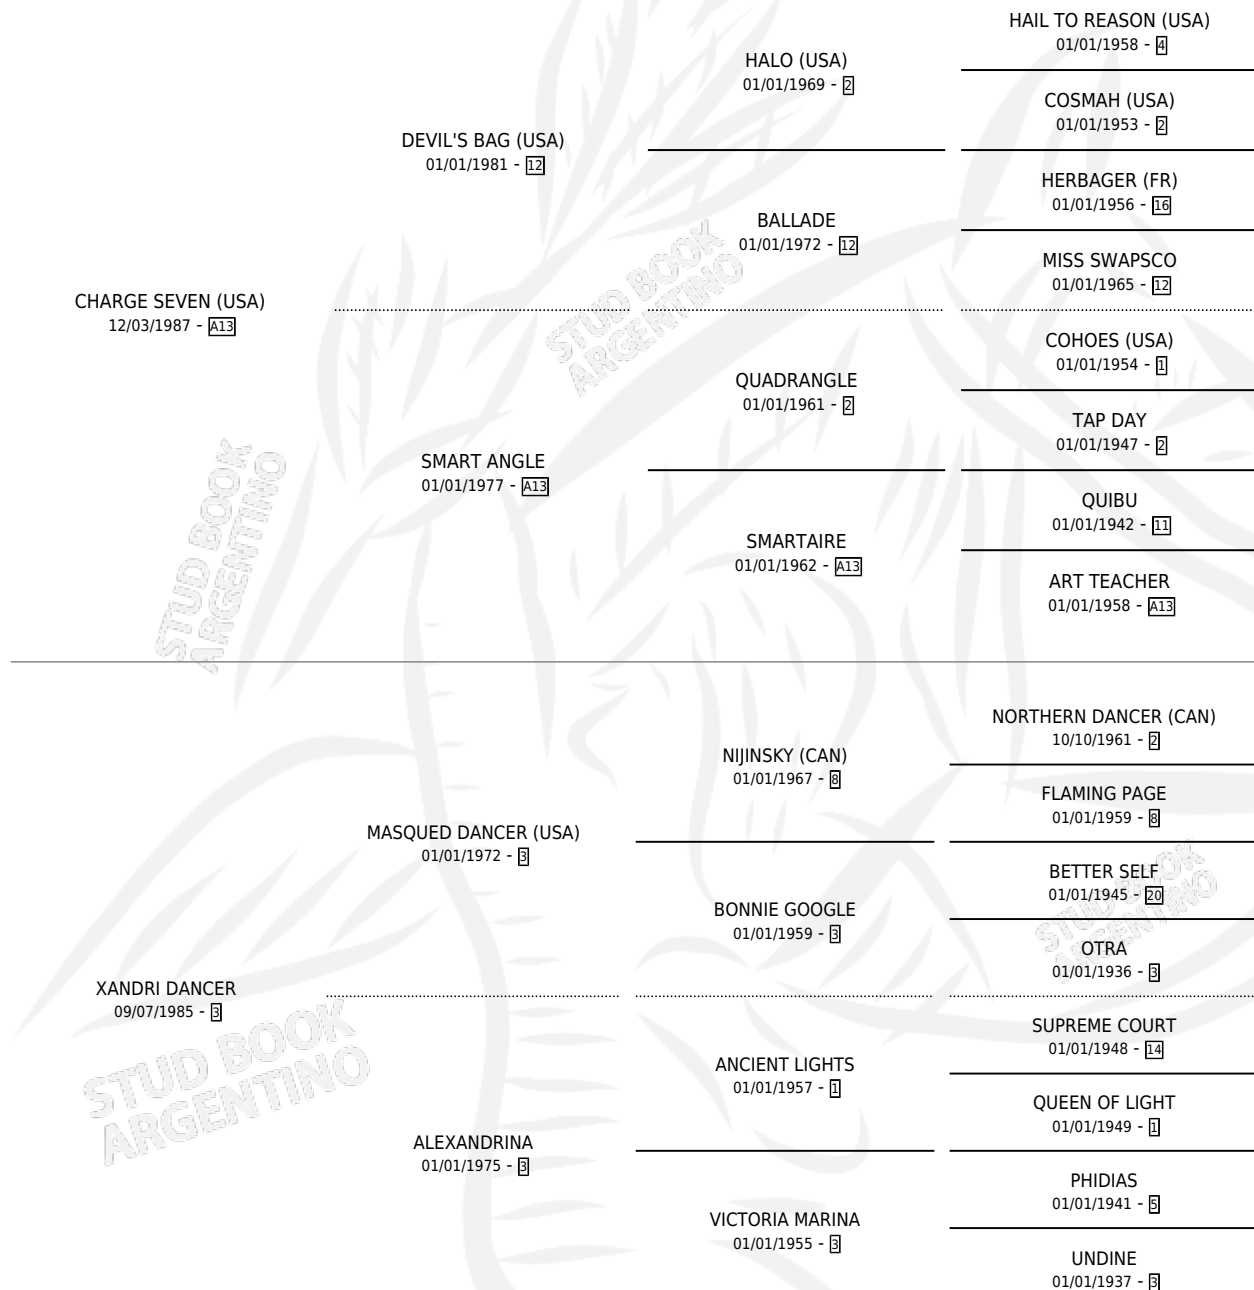 HAIL TO REASON (USA)
01/01/1958 - 4
HALO (USA)
01/01/1969 - 2
COSMAH (USA)
01/01/1953 - 2
DEVIL'S BAG (USA)
01/01/1981 - 12
HERBAGER (FR)
01/01/1956 - 16
BALLADE
01/01/1972 - 12
MISS SWAPSCO
01/01/1965 - 12
CHARGE SEVEN (USA)
12/03/1987 - A13
COHOES (USA)
01/01/1954 - 1
QUADRANGLE
01/01/1961 - 2
TAP DAY
01/01/1947 - 2
SMART ANGLE
01/01/1977 - A13
QUIBU
01/01/1942 - 11
SMARTAIRE
01/01/1962 - A13
ART TEACHER
01/01/1958 - A13
NORTHERN DANCER (CAN)
10/10/1961 - 2
NIJINSKY (CAN)
01/01/1967 - 8
FLAMING PAGE
01/01/1959 - 8
MASQUED DANCER (USA)
01/01/1972 - 3
BETTER SELF
01/01/1945 - 20
BONNIE GOOGLE
01/01/1959 - 3
OTRA
01/01/1936 - 3
XANDRI DANCER
09/07/1985 - 3
SUPREME COURT
01/01/1948 - 14
ANCIENT LIGHTS
01/01/1957 - 1
QUEEN OF LIGHT
01/01/1949 - 1
ALEXANDRINA
01/01/1975 - 3
PHIDIAS
01/01/1941 - 5
VICTORIA MARINA
01/01/1955 - 3
UNDINE
01/01/1937 - 3
STUD BOOK
ARGENTINO
STUD BOOK
ARGENTINO
STUD BOOK
ARGENTINO
STUD BOOK
ARGENTINO